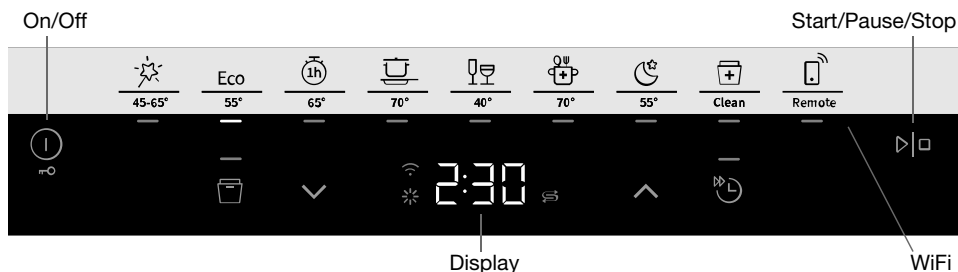 On/Off
Start/Pause/Stop
Eco
1h
45-65°
55°
65°
70°
40°
70°
55°
Clean
Remote
2:30
Display
WiFi